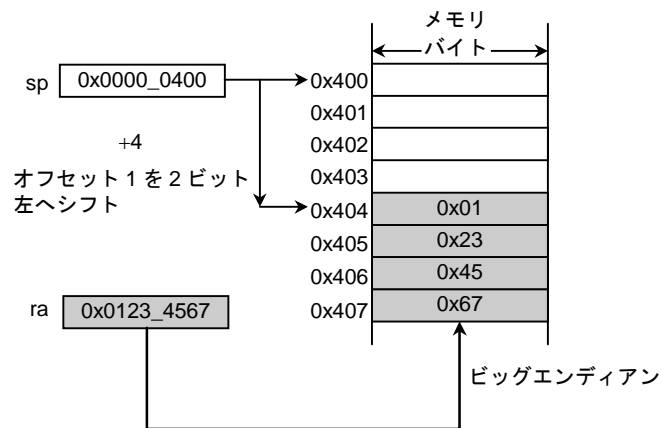 メモリ
バイト
sp 0x0000_0400
0x400
0x401
+4
0x402
オフセット 1 を 2 ビット
左へシフト
0x403
0x404 0x01
0x405 0x23
0x406 0x45
ra 0x0123_4567
0x407 0x67
ビッグエンディアン